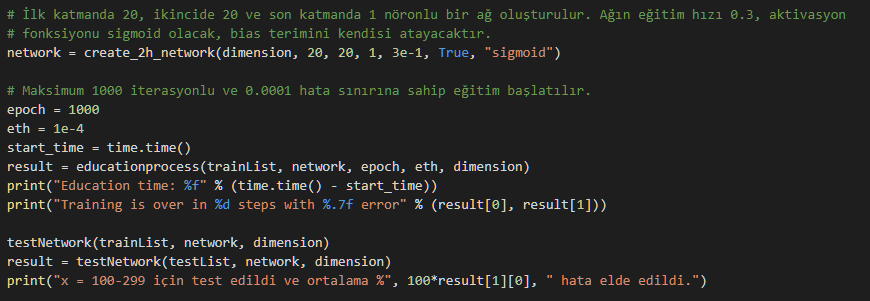 # İlk katmanda 20, ikincide 20 ve son katmanda 1 nöronlu bir ağ oluşturulur. Ağın eğitim hızı 0.3, aktivasyon
# fonksiyonu sigmoid olacak, bias terimini kendisi atayacaktır.
network = create_2h_network(dimension, 20, 20, 1, 3e-1, True, "sigmoid")
# Maksimum 1000 iterasyonlu ve 0.0001 hata sınırına sahip eğitim başlatılır.
epoch = 1000
eth = 1e-4
start_time = time.time()
result = educationprocess(trainList, network, epoch, eth, dimension)
print("Education time: %f" % (time.time() - start_time))
print("Training is over in %d steps with %.7f error" % (result[0], result[1]))
testNetwork(trainList, network, dimension)
result = testNetwork(testList, network, dimension)
print("x = 100-299 için test edildi ve ortalama %", 100*result[1][0], " hata elde edildi.")